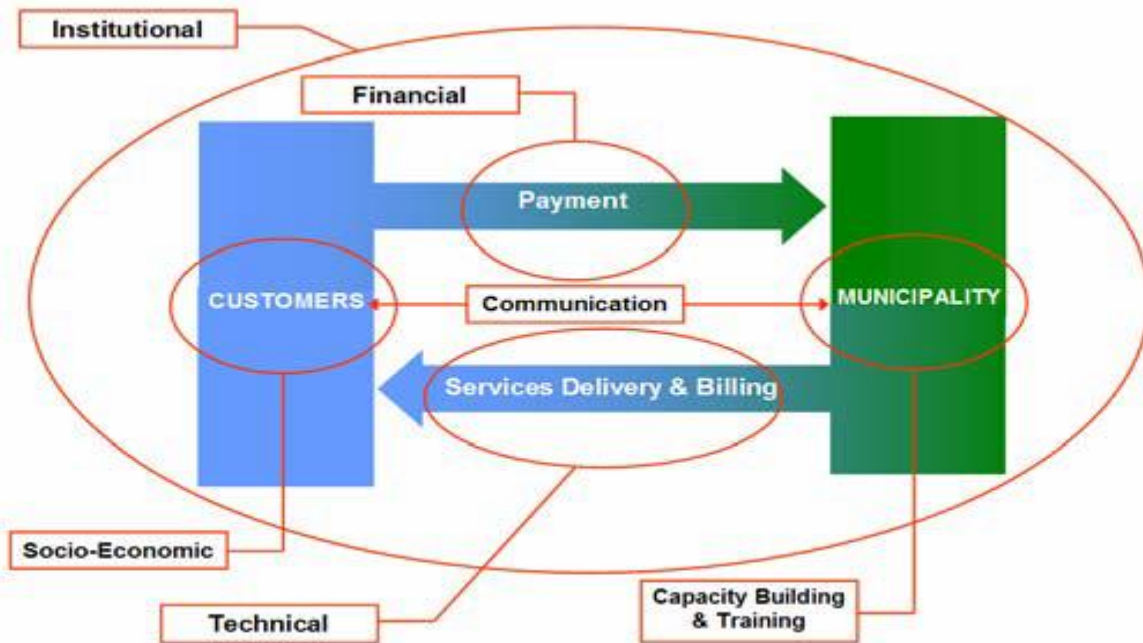 Institutional
Financial
Payment
CUSTOMERS
Communication
MUNICIPALITY
Services Delivery & Billing
Socio-Economic
Technical
Capacity Building
& Training